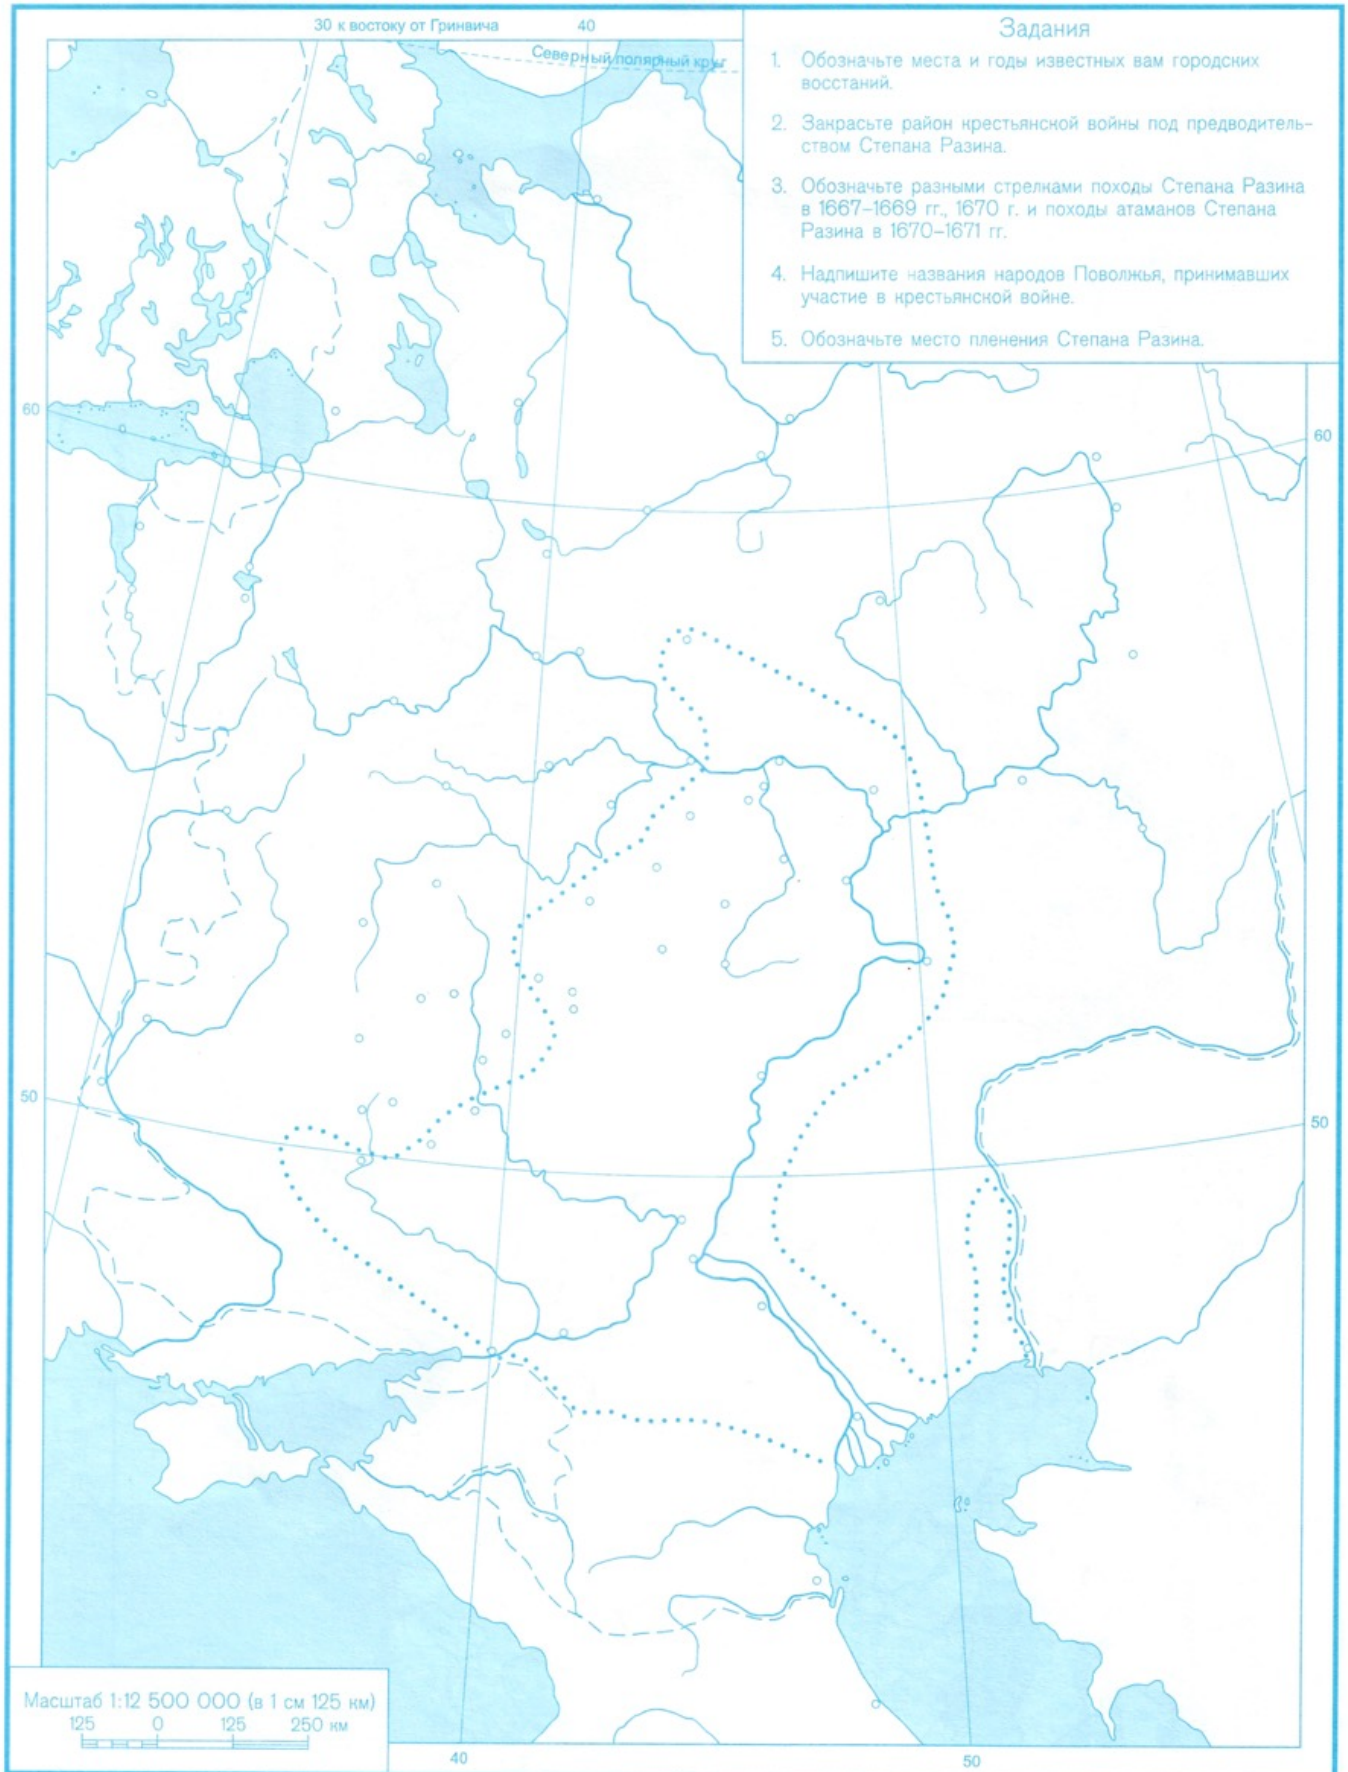 30 к востоку от Гринвича
40
Северный полярный круг
Задания
1. Обозначьте места и годы известных вам городских
восстаний.
2. Закрасьте район крестьянской войны под предводитель-
ством Степана Разина.
3. Обозначьте разными стрелками походы Степана Разина
в 1667–1669 гг., 1670 г. и походы атаманов Степана
Разина в 1670–1671 гг.
4. Надпишите названия народов Поволжья, принимавших
участие в крестьянской войне.
5. Обозначьте место пленения Степана Разина.
60
60
50
50
Масштаб 1:12 500 000 (в 1 см 125 км)
125 0 125 250 км
40
50